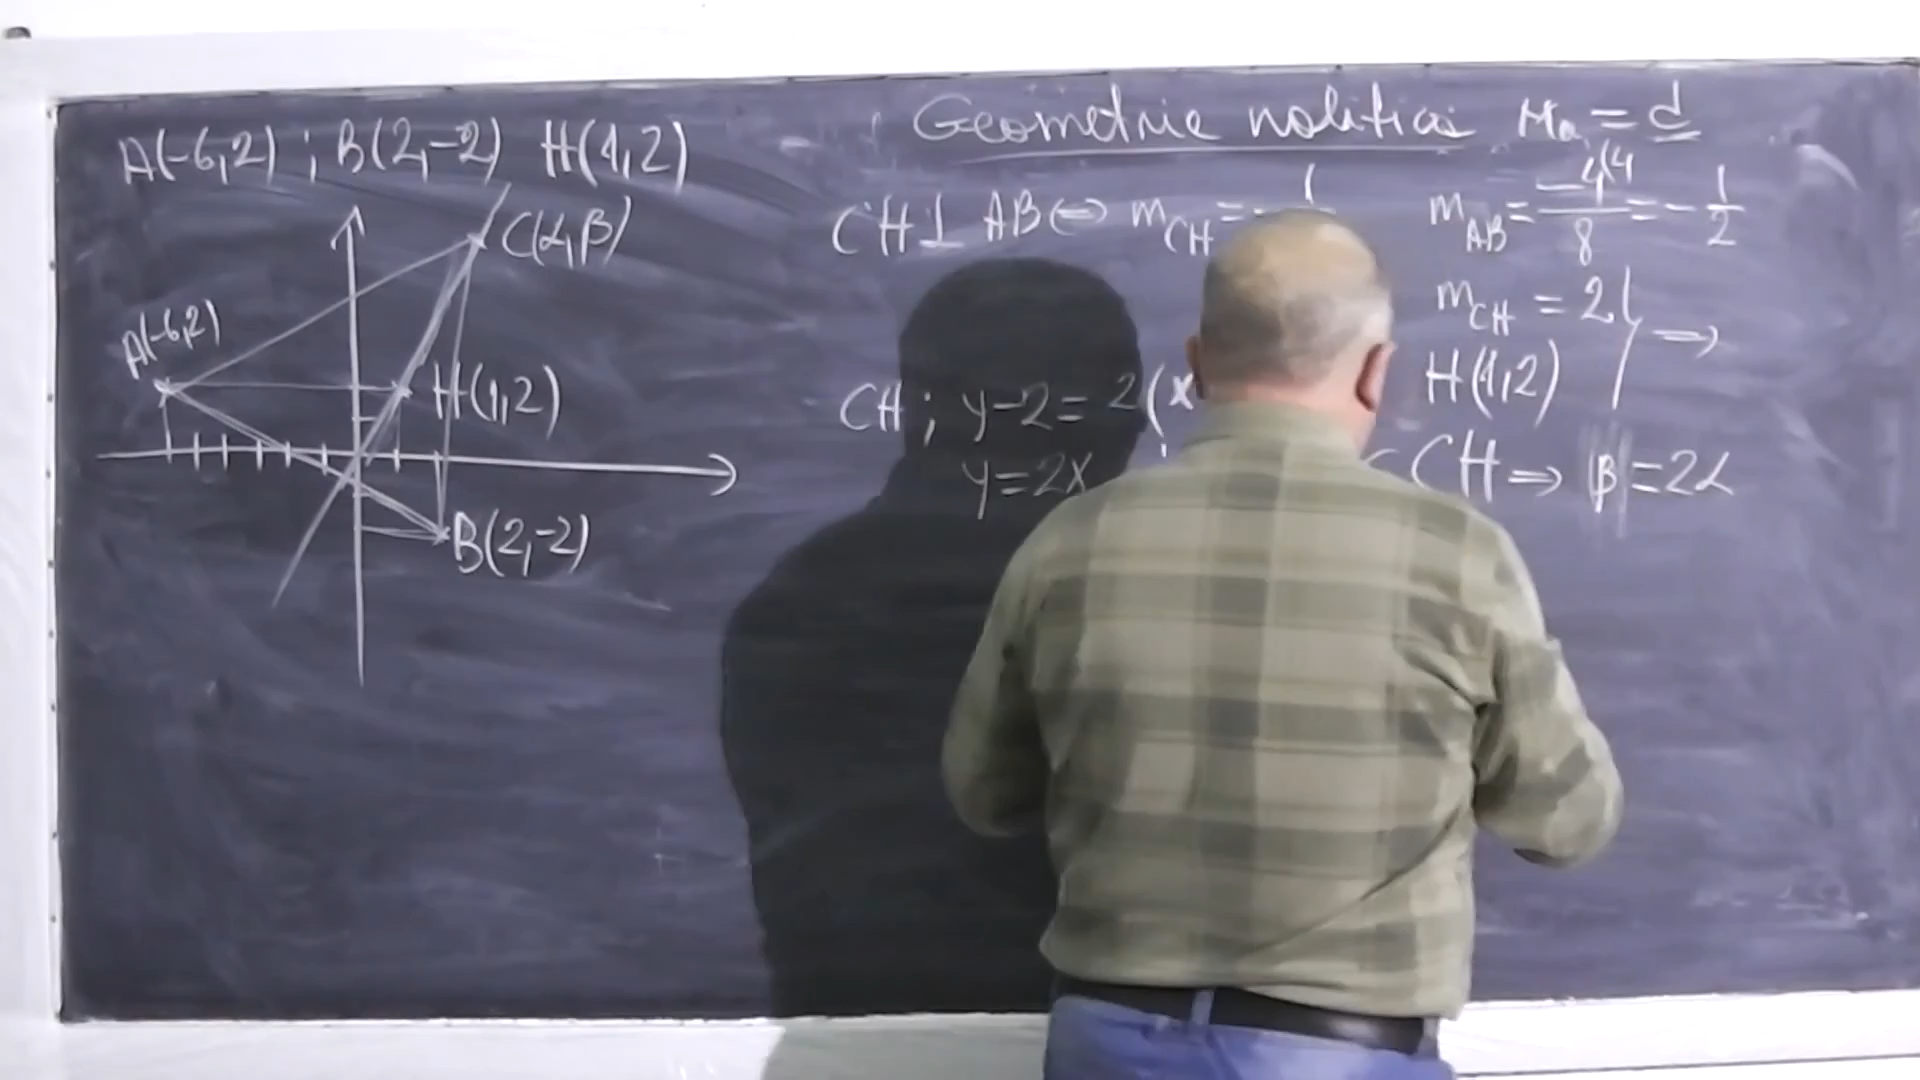 A(-6,2) ; B(2,-2) H(1,2)
C(α,β)
A(-6,2)
H(1,2)
B(2,-2)
Geometrie
CH⊥AB⇔ m_CH = -1
m_AB = -4/8 = -1/2
m_CH = 2
H(1,2) ⇒
CH ; y-2=2(x
y=2x
CH ⇒ β=2α